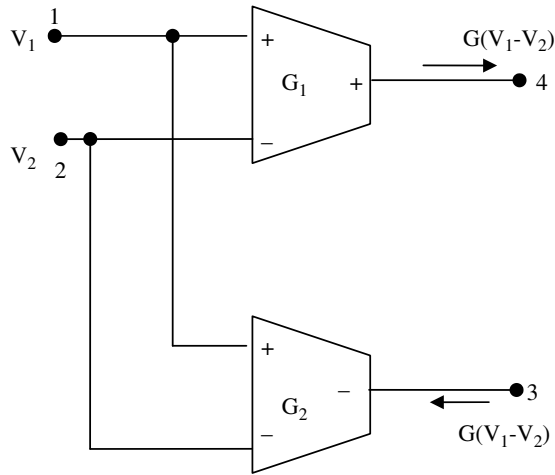 1
V₁
G(V₁-V₂)
+
G₁
+
4
−
V₂
2
+
G₂
−
3
−
G(V₁-V₂)